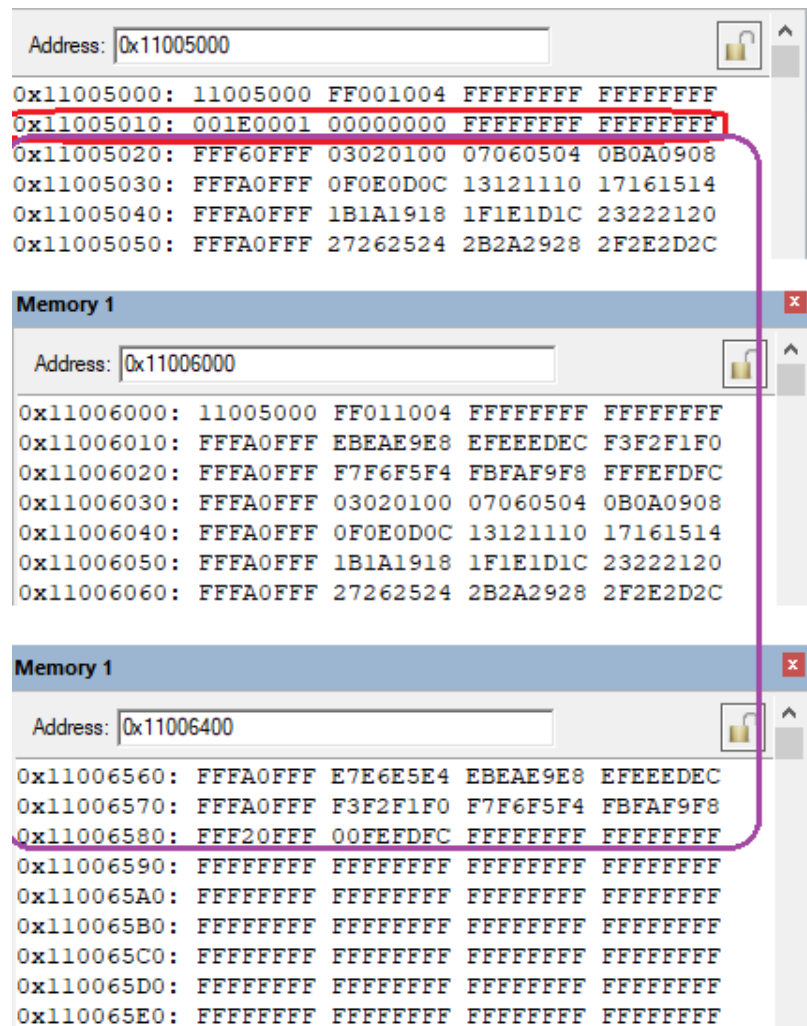 Address: 0x11005000
0x11005000: 11005000 FF001004 FFFFFFFF FFFFFFFF
0x11005010: 001E0001 00000000 FFFFFFFF FFFFFFFF
0x11005020: FFF60FFF 03020100 07060504 0B0A0908
0x11005030: FFFA0FFF 0F0E0D0C 13121110 17161514
0x11005040: FFFA0FFF 1B1A1918 1F1E1D1C 23222120
0x11005050: FFFA0FFF 27262524 2B2A2928 2F2E2D2C
Memory 1
Address: 0x11006000
0x11006000: 11005000 FF011004 FFFFFFFF FFFFFFFF
0x11006010: FFFA0FFF EBEAE9E8 EFEEEDEC F3F2F1F0
0x11006020: FFFA0FFF F7F6F5F4 FBFAF9F8 FFFEFDFC
0x11006030: FFFA0FFF 03020100 07060504 0B0A0908
0x11006040: FFFA0FFF 0F0E0D0C 13121110 17161514
0x11006050: FFFA0FFF 1B1A1918 1F1E1D1C 23222120
0x11006060: FFFA0FFF 27262524 2B2A2928 2F2E2D2C
Memory 1
Address: 0x11006400
0x11006560: FFFA0FFF E7E6E5E4 EBEAE9E8 EFEEEDEC
0x11006570: FFFA0FFF F3F2F1F0 F7F6F5F4 FBFAF9F8
0x11006580: FFF20FFF 00FEFDFC FFFFFFFF FFFFFFFF
0x11006590: FFFFFFFF FFFFFFFF FFFFFFFF FFFFFFFF
0x110065A0: FFFFFFFF FFFFFFFF FFFFFFFF FFFFFFFF
0x110065B0: FFFFFFFF FFFFFFFF FFFFFFFF FFFFFFFF
0x110065C0: FFFFFFFF FFFFFFFF FFFFFFFF FFFFFFFF
0x110065D0: FFFFFFFF FFFFFFFF FFFFFFFF FFFFFFFF
0x110065E0: FFFFFFFF FFFFFFFF FFFFFFFF FFFFFFFF